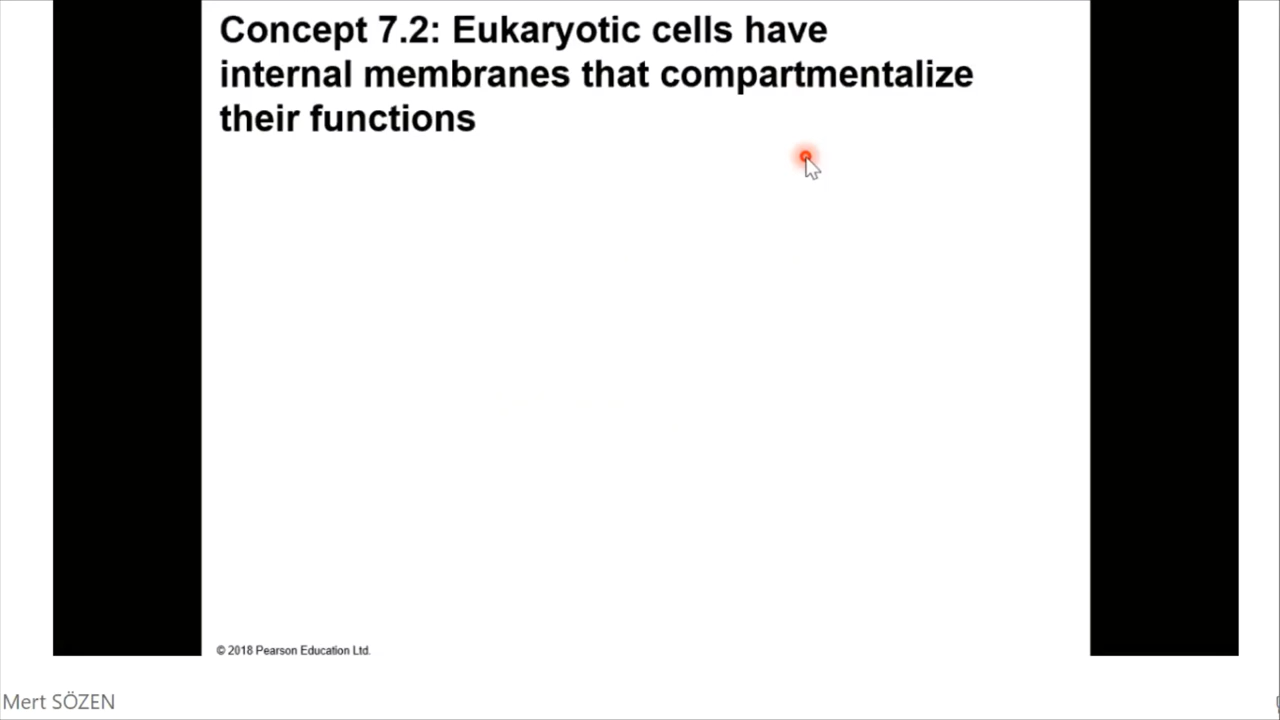 Concept 7.2: Eukaryotic cells have
internal membranes that compartmentalize
their functions
© 2018 Pearson Education Ltd.
Mert SÖZEN